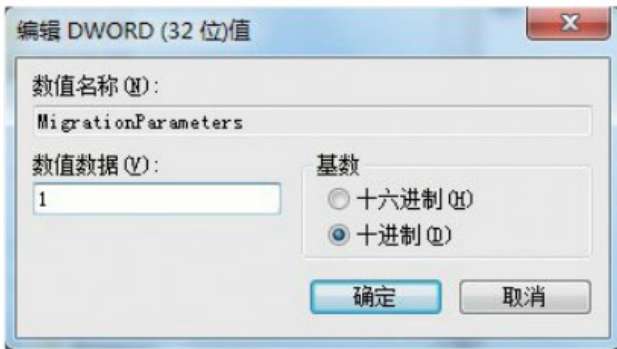 编辑 DWORD (32 位)值
数值名称(N):
MigrationParameters
数值数据(V):
基数
1
十六进制(H)
十进制(D)
确定
取消